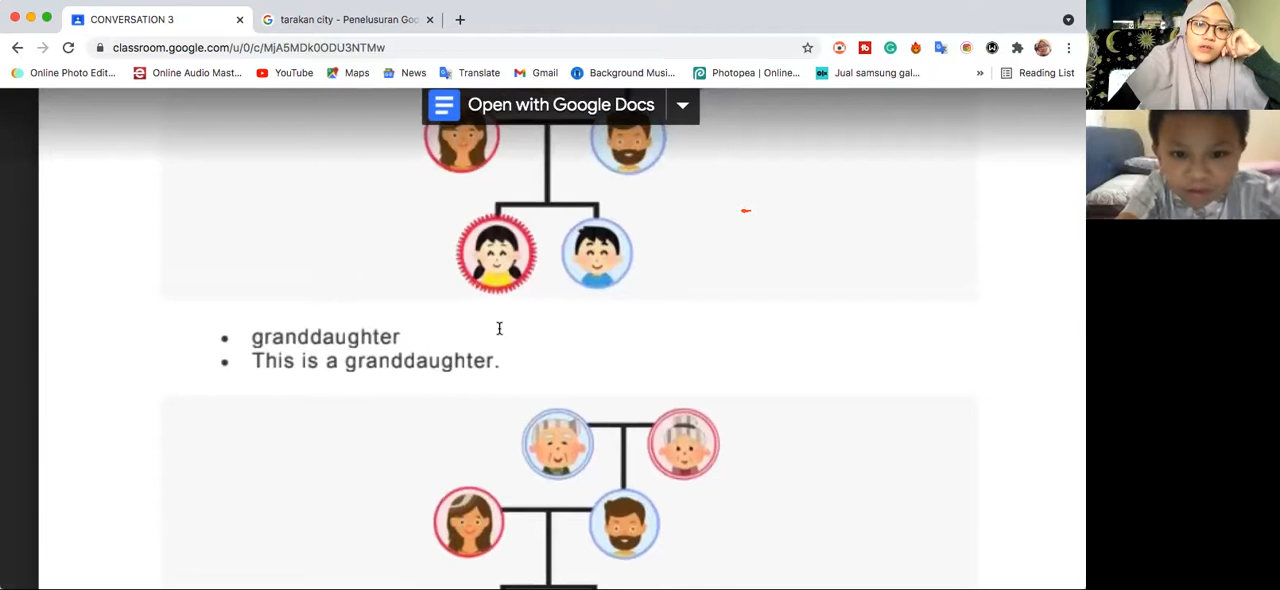 CONVERSATION 3
tarakan city - Penelusuran Goo
classroom.google.com/u/0/c/MjA5MDk0ODU3NTMw
Online Photo Edit...
Online Audio Mast...
YouTube
Maps
News
Translate
Gmail
Background Musi...
Photopea | Online...
Jual samsung gal...
»
Reading List
Open with Google Docs
• granddaughter
• This is a granddaughter.